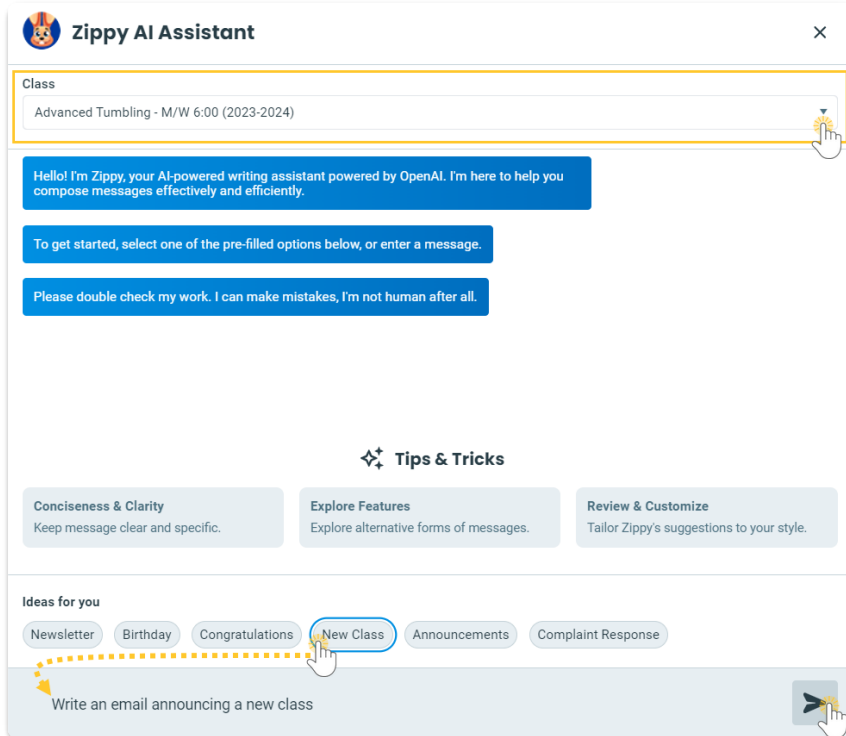 Zippy AI Assistant
Class
Advanced Tumbling - M/W 6:00 (2023-2024)
Hello! I'm Zippy, your AI-powered writing assistant powered by OpenAI. I'm here to help you
compose messages effectively and efficiently.
To get started, select one of the pre-filled options below, or enter a message.
Please double check my work. I can make mistakes, I'm not human after all.
Tips & Tricks
Conciseness & Clarity
Keep message clear and specific.
Explore Features
Explore alternative forms of messages.
Review & Customize
Tailor Zippy's suggestions to your style.
Ideas for you
Newsletter Birthday Congratulations New Class Announcements Complaint Response
Write an email announcing a new class